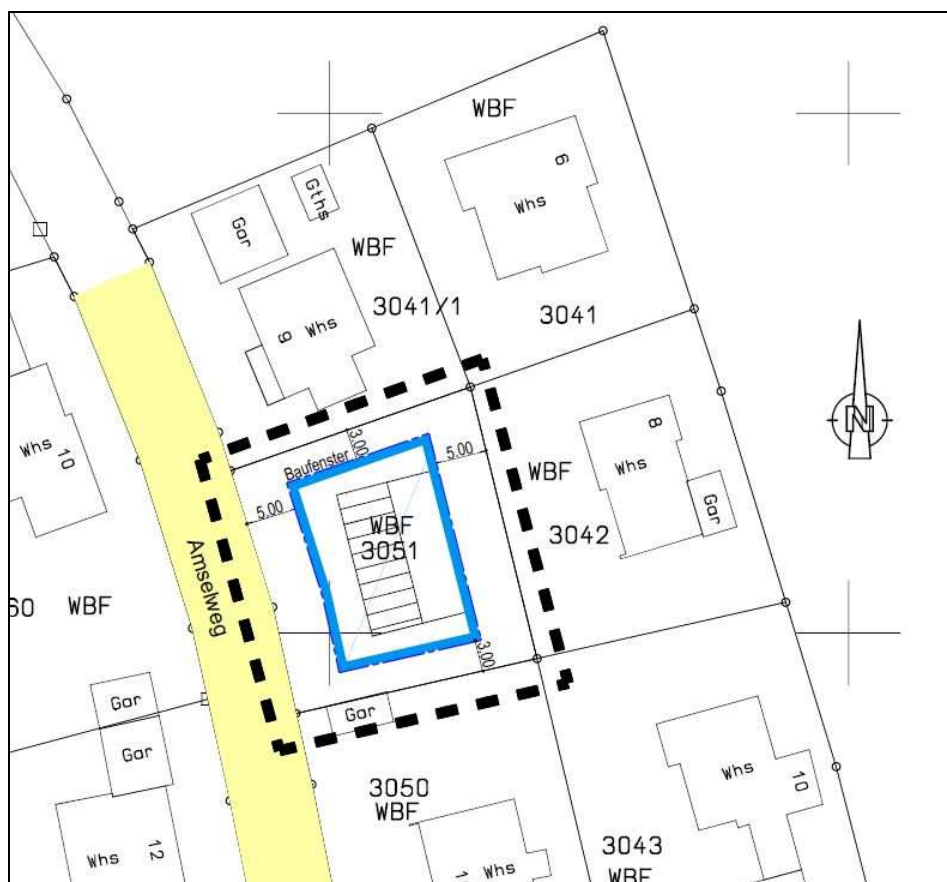 WBF
6
Whs
Gths
Gar
WBF
3041/1
3041
9
Whs
N
3.00
Baufenster
5.00
5.00
WBF
3051
3.00
Whs
10
Amselweg
WBF
8
Whs
Gar
3042
60 WBF
Gar
Gar
Gar
3050
WBF
Whs
10
Whs
12
Whs
3043
WBF